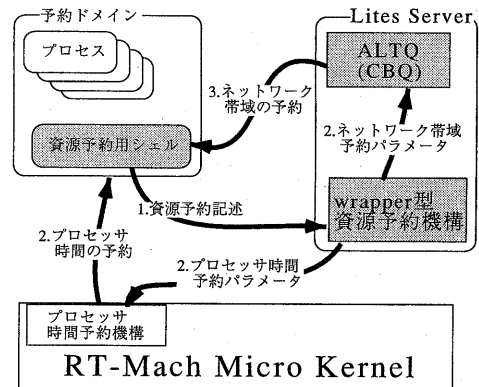 予約ドメイン
プロセス
資源予約用シェル
Lites Server
ALTQ
(CBQ)
3.ネットワーク
帯域の予約
2.ネットワーク帯域
予約パラメータ
wrapper型
資源予約機構
1.資源予約記述
2.プロセッサ
時間の予約
2.プロセッサ時間
予約パラメータ
プロセッサ
時間予約機構
RT-Mach Micro Kernel